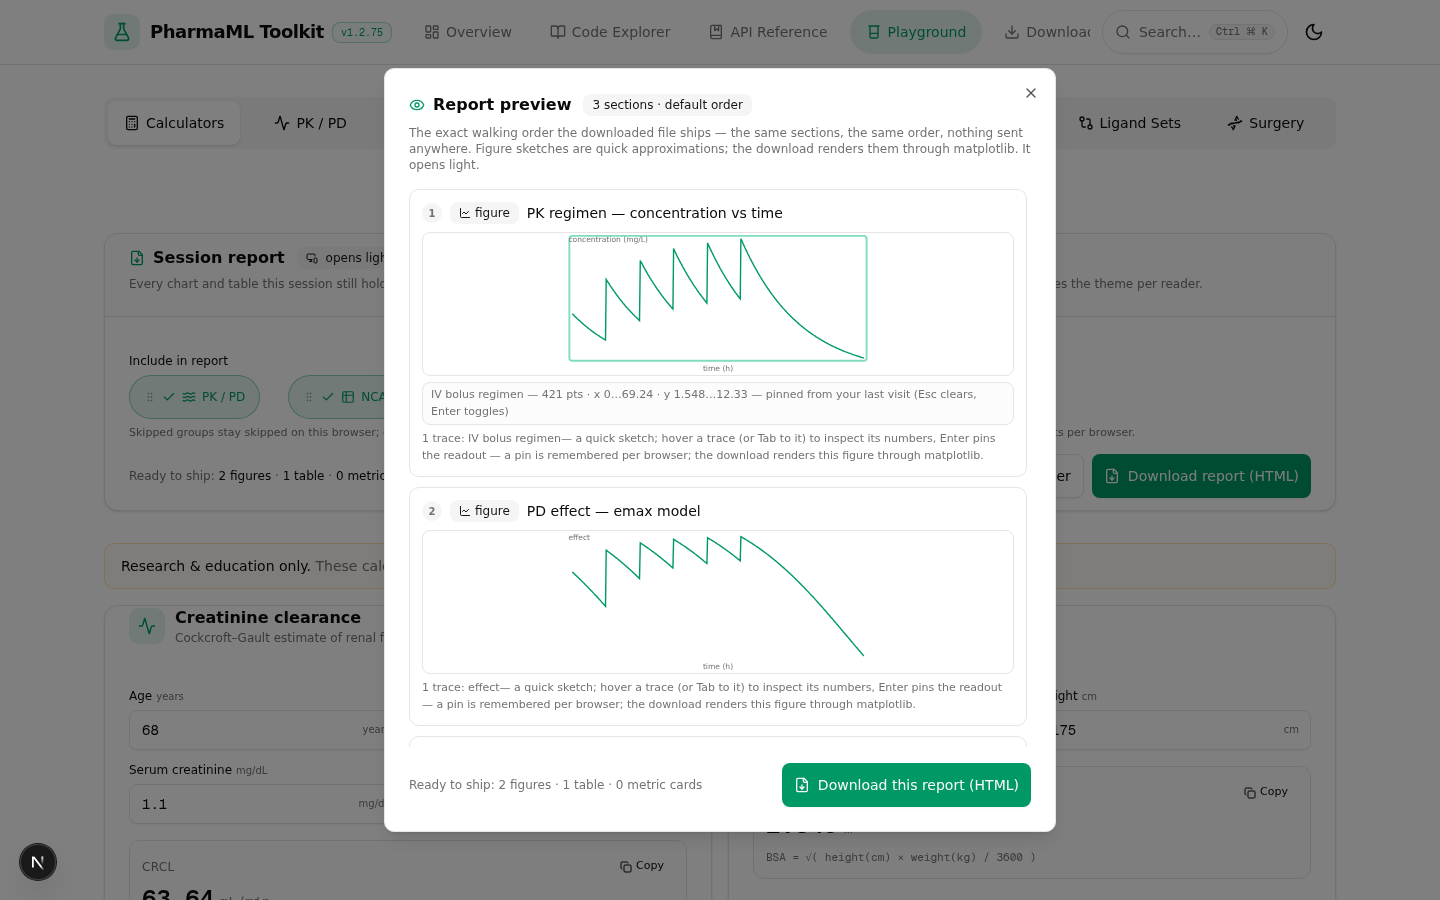 PharmaML Toolkit
v1.2.75
Overview
Code Explorer
API Reference
Playground
Download
Search...
Ctrl ⌘ K
Calculators
PK / PD
Ligand Sets
Surgery
Report preview
3 sections · default order
The exact walking order the downloaded file ships — the same sections, the same order, nothing sent
anywhere. Figure sketches are quick approximations; the download renders them through matplotlib. It
opens light.
1
figure
PK regimen — concentration vs time
concentration (mg/L)
time (h)
IV bolus regimen — 421 pts · x 0…69.24 · y 1.548…12.33 — pinned from your last visit (Esc clears,
Enter toggles)
1 trace: IV bolus regimen— a quick sketch; hover a trace (or Tab to it) to inspect its numbers, Enter pins
the readout — a pin is remembered per browser; the download renders this figure through matplotlib.
2
figure
PD effect — emax model
effect
time (h)
1 trace: effect— a quick sketch; hover a trace (or Tab to it) to inspect its numbers, Enter pins the readout
— a pin is remembered per browser; the download renders this figure through matplotlib.
Ready to ship: 2 figures · 1 table · 0 metric cards
Download this report (HTML)
Session report
opens ligh
Every chart and table this session still hol
es the theme per reader.
Include in report
PK / PD
NCA
Skipped groups stay skipped on this browser;
s per browser.
Ready to ship: 2 figures · 1 table · 0 metric
er
Download report (HTML)
Research & education only. These cal
Creatinine clearance
Cockcroft–Gault estimate of renal f
Age years
68
year
Serum creatinine mg/dL
1.1
mg/d
CRCL
Copy
63.64
ight cm
175
cm
Copy
BSA = √( height(cm) × weight(kg) / 3600 )
N